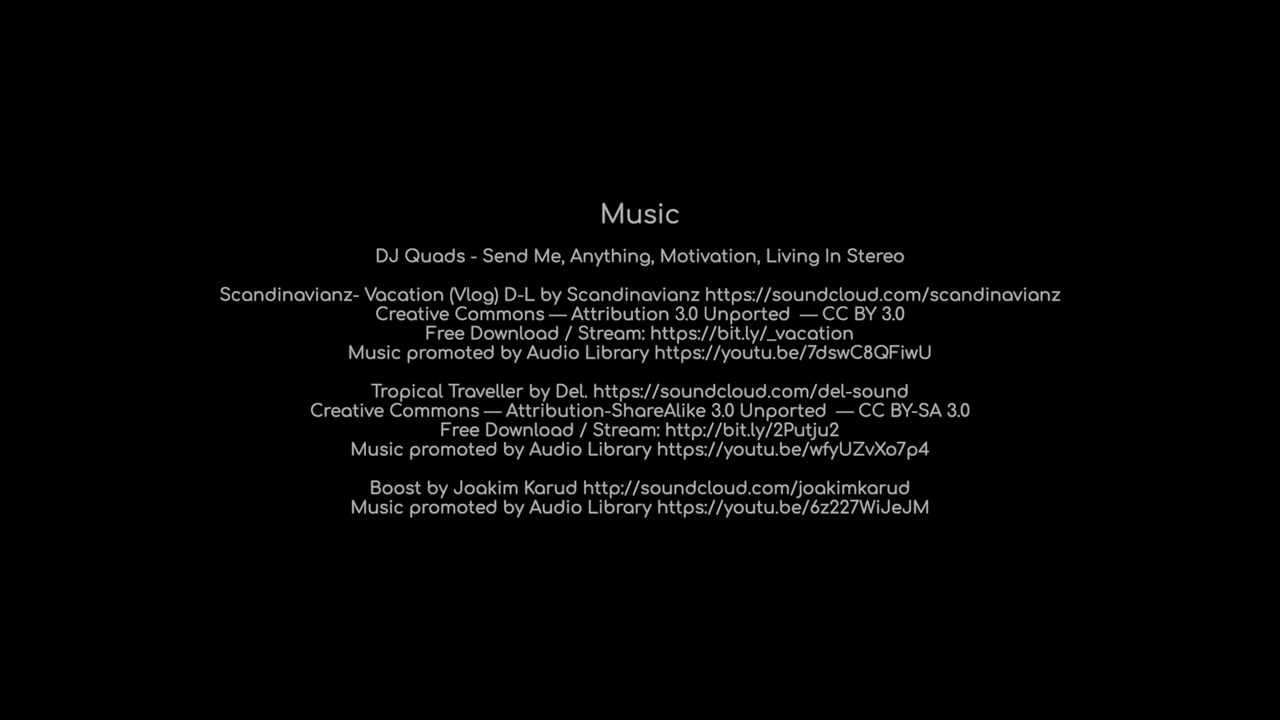 Music
DJ Quads - Send Me, Anything, Motivation, Living In Stereo
Scandinavianz- Vacation (Vlog) D-L by Scandinavianz https://soundcloud.com/scandinavianz
Creative Commons — Attribution 3.0 Unported  — CC BY 3.0
Free Download / Stream: https://bit.ly/_vacation
Music promoted by Audio Library https://youtu.be/7dswC8QFiwU
Tropical Traveller by Del. https://soundcloud.com/del-sound
Creative Commons — Attribution-ShareAlike 3.0 Unported  — CC BY-SA 3.0
Free Download / Stream: http://bit.ly/2Putju2
Music promoted by Audio Library https://youtu.be/wfyUZvXo7p4
Boost by Joakim Karud http://soundcloud.com/joakimkarud
Music promoted by Audio Library https://youtu.be/6z227WiJeJM